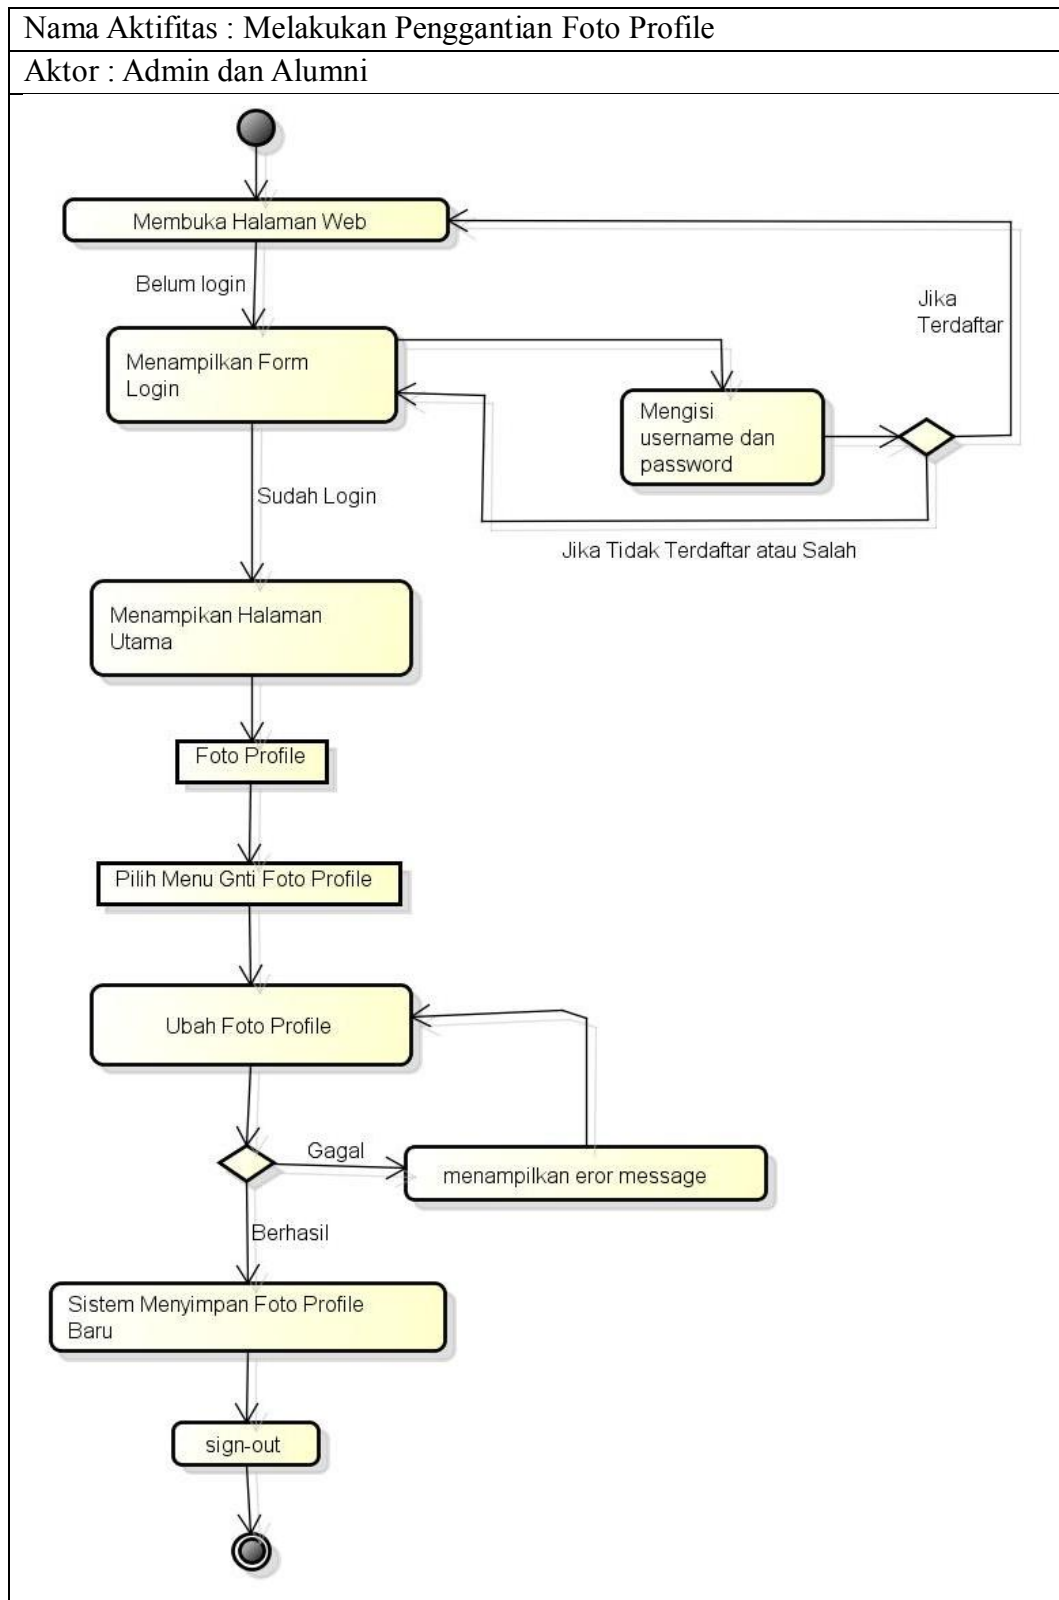 Nama Aktifitas : Melakukan Penggantian Foto Profile
Aktor : Admin dan Alumni
Membuka Halaman Web
Belum login
Jika
Terdaftar
Menampilkan Form
Login
Mengisi
username dan
password
Sudah Login
Jika Tidak Terdaftar atau Salah
Menampikan Halaman
Utama
Foto Profile
Pilih Menu Gnti Foto Profile
Ubah Foto Profile
Gagal
menampilkan eror message
Berhasil
Sistem Menyimpan Foto Profile
Baru
sign-out